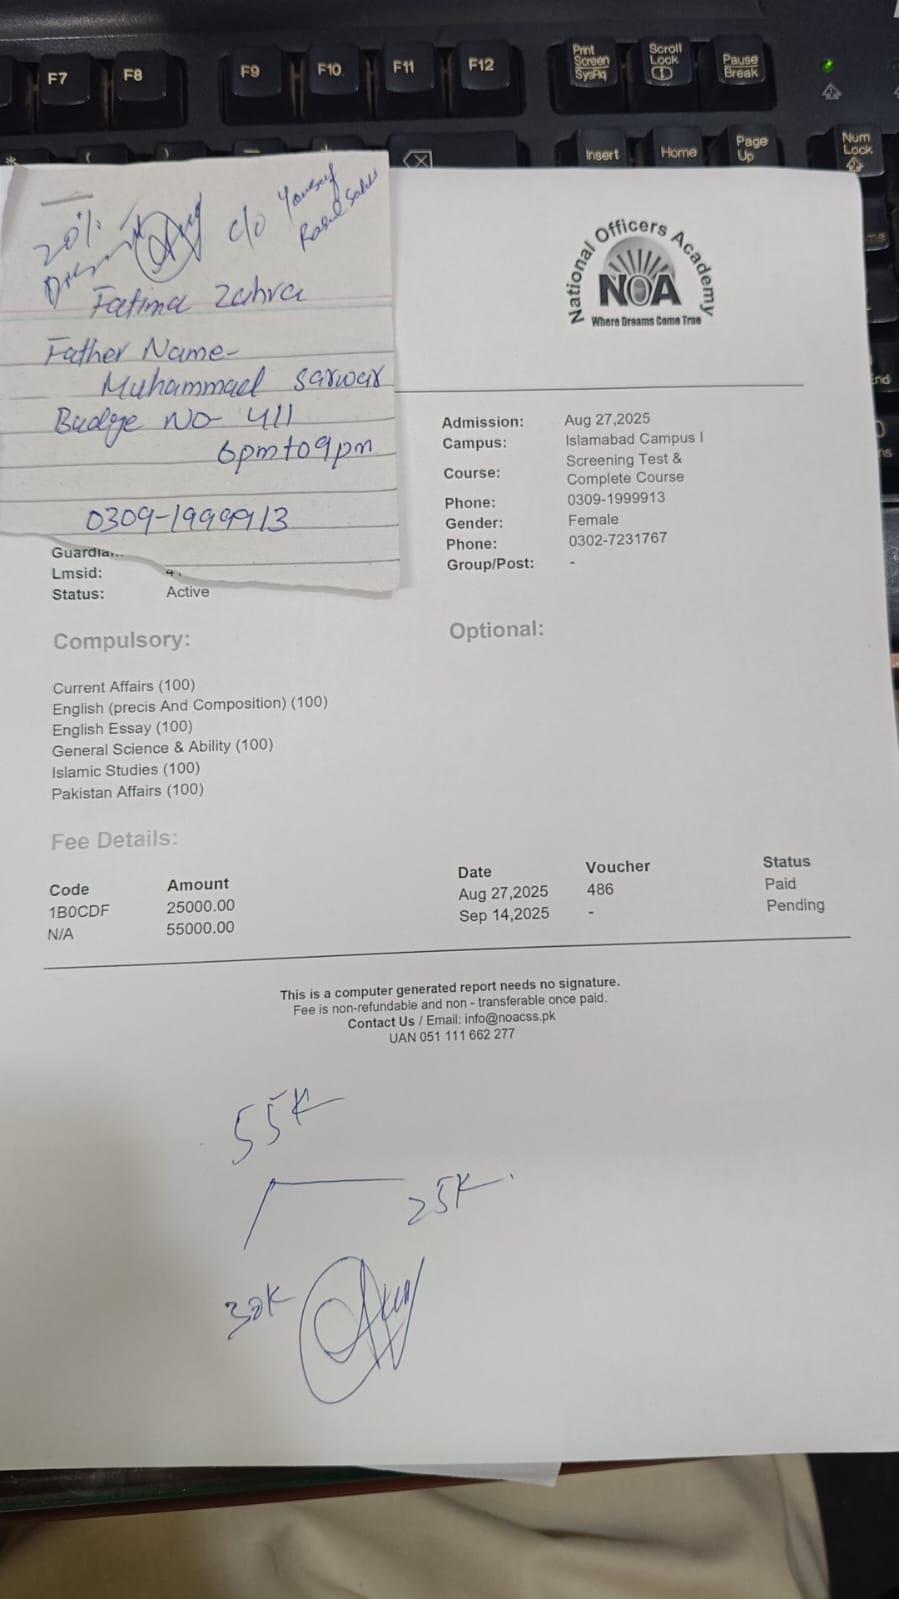 F7 F8 F9 F10 F11 F12
Print Screen SysRq
Scroll Lock
Pause Break
Insert Home Page Up
Num Lock
20%
c/o Yousaf
Fatima Zahra
Father Name-
Muhammad Sarwar
Badge No- 411
6pm to 9pm
0309-1999913
National Officers Academy
NOA
Where Dreams Come True
Admission: Aug 27,2025
Campus: Islamabad Campus I
Course: Screening Test &
Complete Course
Phone: 0309-1999913
Gender: Female
Phone: 0302-7231767
Group/Post: -
Lmsid:
Status: Active
Compulsory:
Optional:
Current Affairs (100)
English (precis And Composition) (100)
English Essay (100)
General Science & Ability (100)
Islamic Studies (100)
Pakistan Affairs (100)
Fee Details:
Code Amount Date Voucher Status
1B0CDF 25000.00 Aug 27,2025 486 Paid
N/A 55000.00 Sep 14,2025 - Pending
This is a computer generated report needs no signature.
Fee is non-refundable and non - transferable once paid.
Contact Us / Email: info@noacss.pk
UAN 051 111 662 277
55K
25K
30K